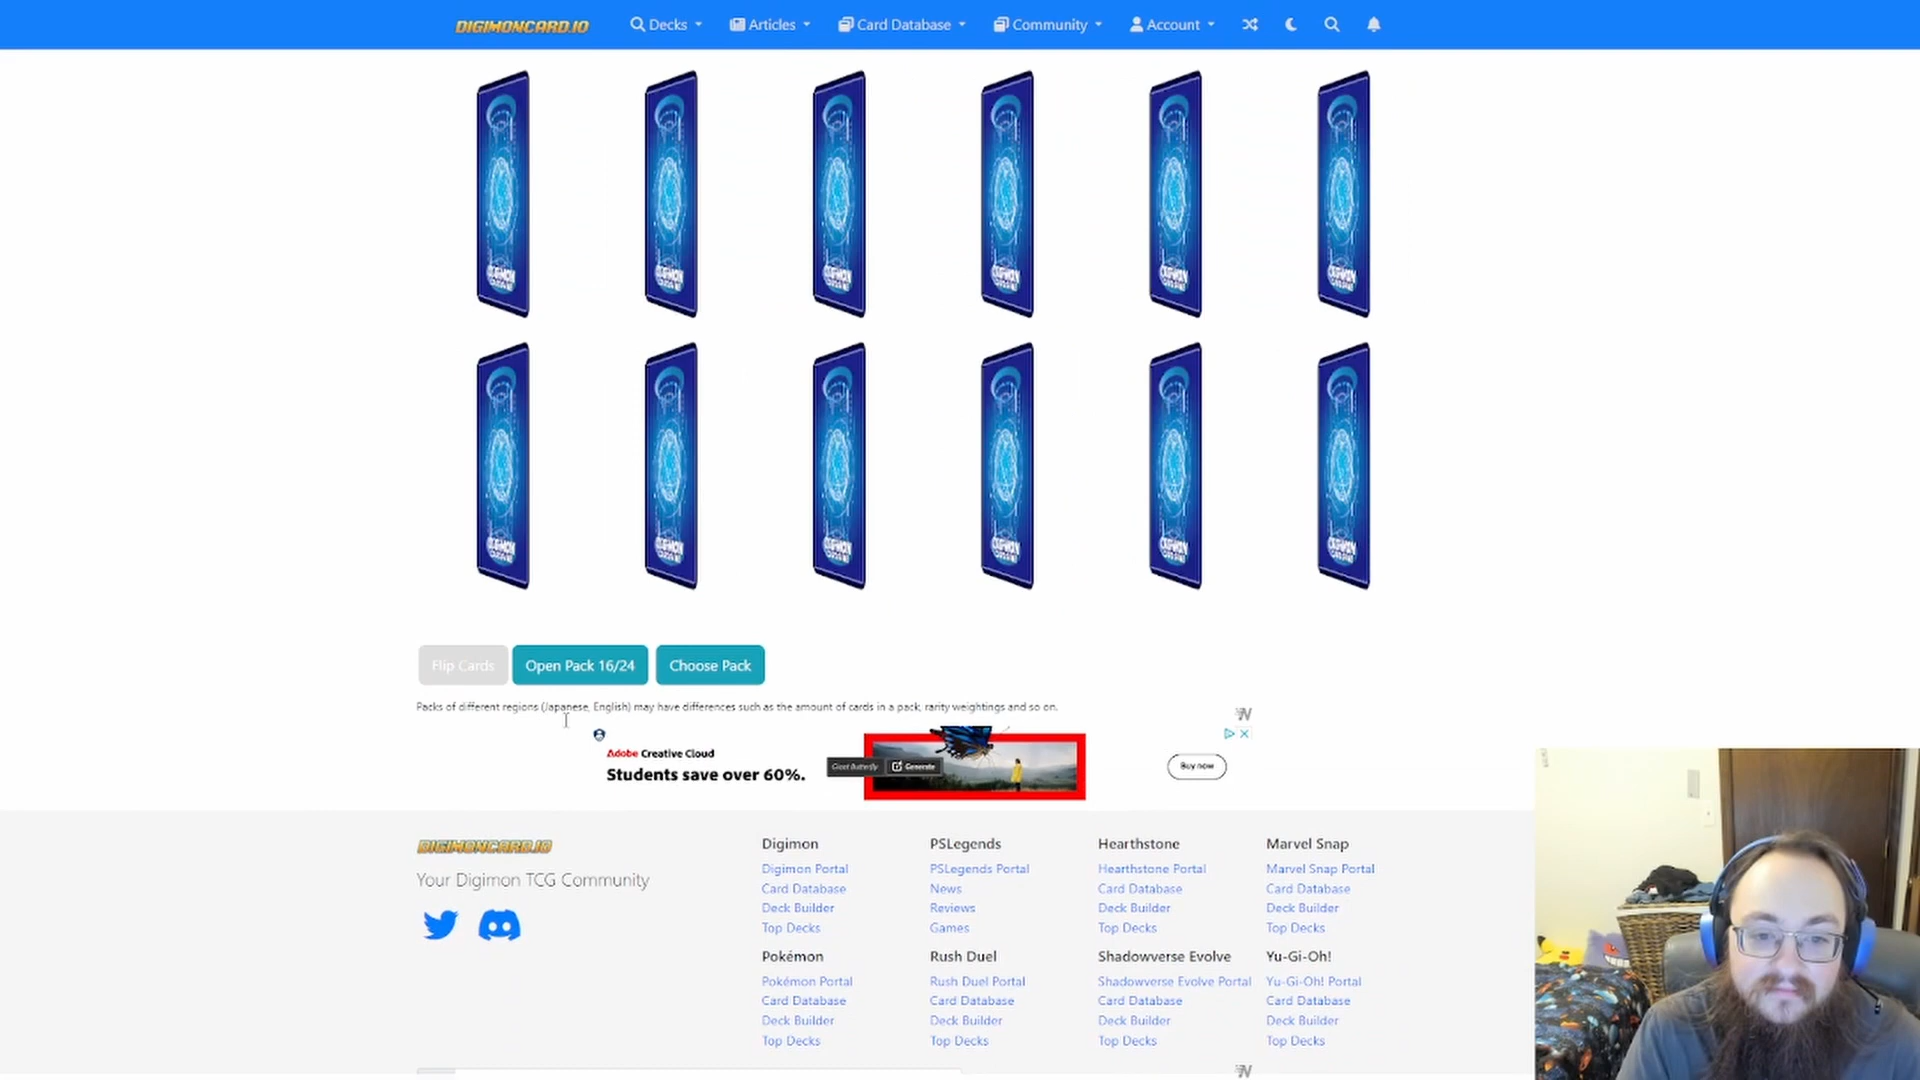 DIGIMONCARD.IO
Decks
Articles
Card Database
Community
Account
Flip Cards
Open Pack 16/24
Choose Pack
Packs of different regions (Japanese, English) may have differences such as the amount of cards in a pack, rarity weightings and so on.
Adobe Creative Cloud
Students save over 60%.
Giant Butterfly
Generate
Buy now
DIGIMONCARD.IO
Your Digimon TCG Community
Digimon
Digimon Portal
Card Database
Deck Builder
Top Decks
PSLegends
PSLegends Portal
News
Reviews
Games
Hearthstone
Hearthstone Portal
Card Database
Deck Builder
Top Decks
Marvel Snap
Marvel Snap Portal
Card Database
Deck Builder
Top Decks
Pokémon
Pokémon Portal
Card Database
Deck Builder
Top Decks
Rush Duel
Rush Duel Portal
Card Database
Deck Builder
Top Decks
Shadowverse Evolve
Shadowverse Evolve Portal
Card Database
Deck Builder
Top Decks
Yu-Gi-Oh!
Yu-Gi-Oh! Portal
Card Database
Deck Builder
Top Decks